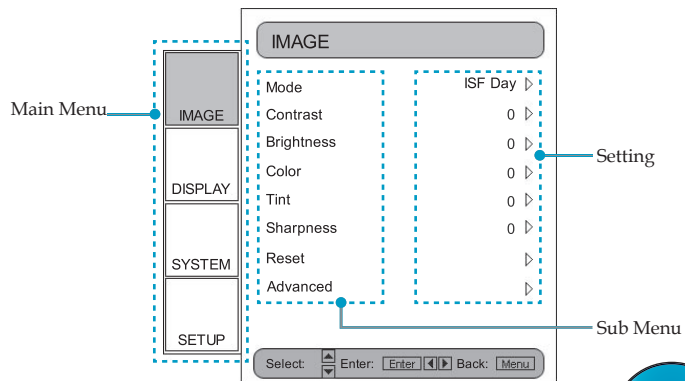 IMAGE
Main Menu
IMAGE
DISPLAY
SYSTEM
SETUP
Mode ISF Day
Contrast 0
Brightness 0
Color 0
Tint 0
Sharpness 0
Reset
Advanced
Setting
Sub Menu
Select: Enter: Enter Back: Menu